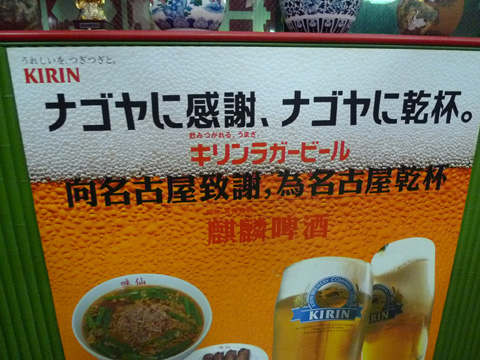 うれしいを、つぎつぎと。
KIRIN
ナゴヤに感謝、ナゴヤに乾杯。
飲みつがれる、うまさ
キリンラガービール
向名古屋致謝,為名古屋乾杯
麒麟啤酒
味仙
KIRIN
KIRIN